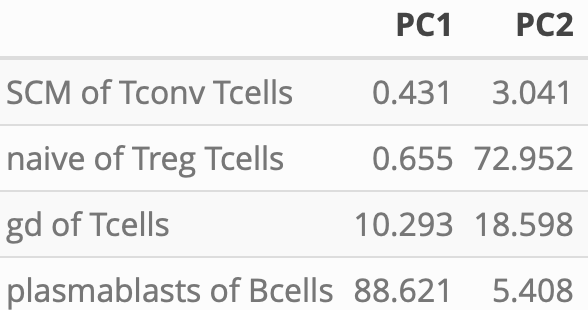 PC1 PC2
SCM of Tconv Tcells 0.431 3.041
naive of Treg Tcells 0.655 72.952
gd of Tcells 10.293 18.598
plasmablasts of Bcells 88.621 5.408